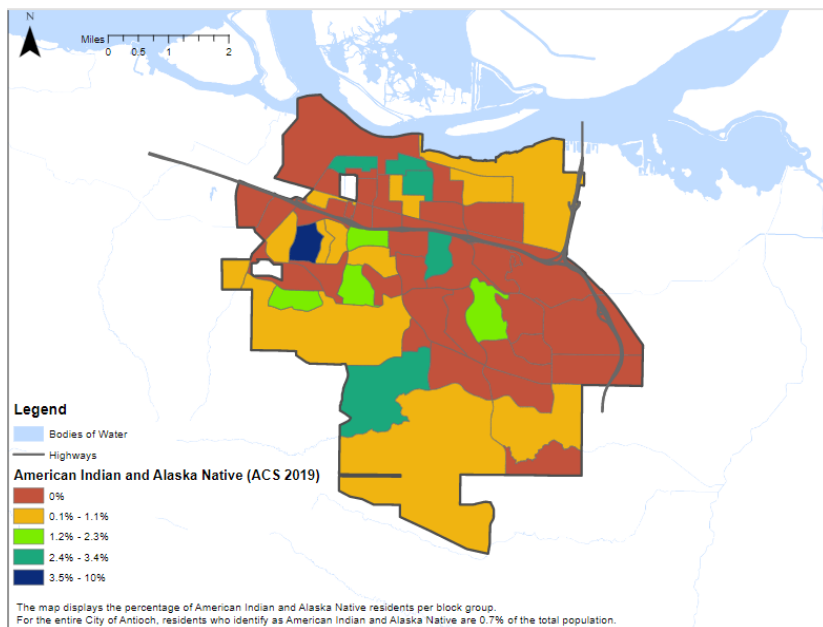 N
Miles
0 0.5 1 2
Legend
Bodies of Water
Highways
American Indian and Alaska Native (ACS 2019)
0%
0.1% - 1.1%
1.2% - 2.3%
2.4% - 3.4%
3.5% - 10%
The map displays the percentage of American Indian and Alaska Native residents per block group.
For the entire City of Antioch, residents who identify as American Indian and Alaska Native are 0.7% of the total population.